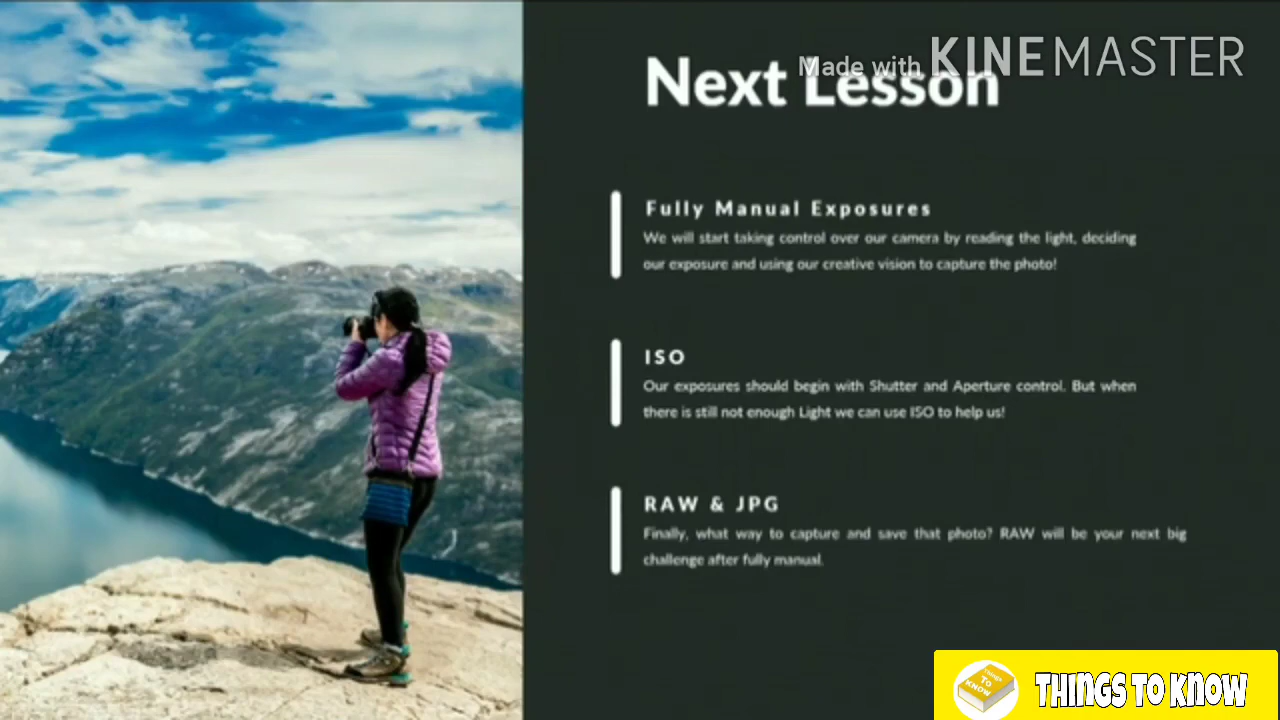 Made with KINEMASTER
Next Lesson
Fully Manual Exposures
We will start taking control over our camera by reading the light, deciding
our exposure and using our creative vision to capture the photo!
ISO
Our exposures should begin with Shutter and Aperture control. But when
there is still not enough Light we can use ISO to help us!
RAW & JPG
Finally, what way to capture and save that photo? RAW will be your next big
challenge after fully manual.
Things
To
Know
THINGS TO KNOW